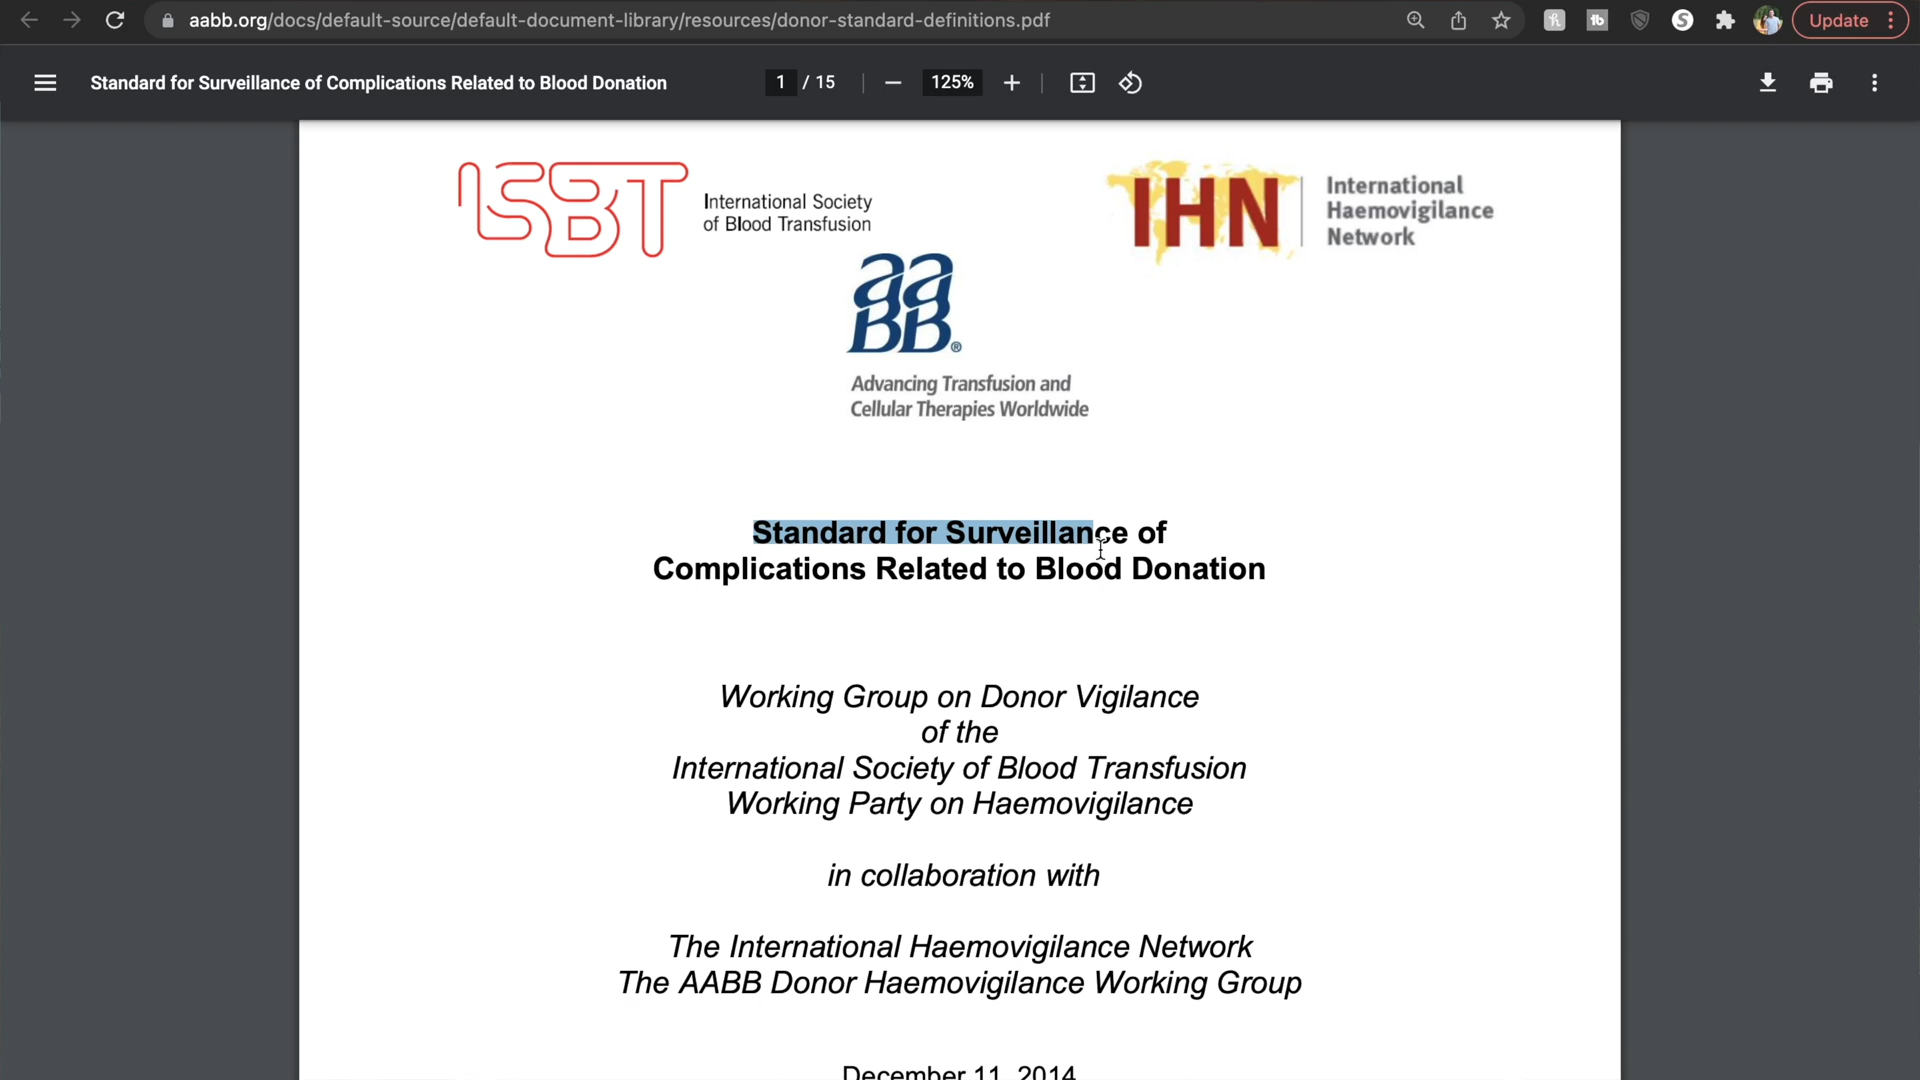 aabb.org/docs/default-source/default-document-library/resources/donor-standard-definitions.pdf
Update
Standard for Surveillance of Complications Related to Blood Donation
1 / 15
125%
ISBT
International Society
of Blood Transfusion
IHN
International
Haemovigilance
Network
aaBB®
Advancing Transfusion and
Cellular Therapies Worldwide
Standard for Surveillance of
Complications Related to Blood Donation
Working Group on Donor Vigilance
of the
International Society of Blood Transfusion
Working Party on Haemovigilance
in collaboration with
The International Haemovigilance Network
The AABB Donor Haemovigilance Working Group
December 11, 2014